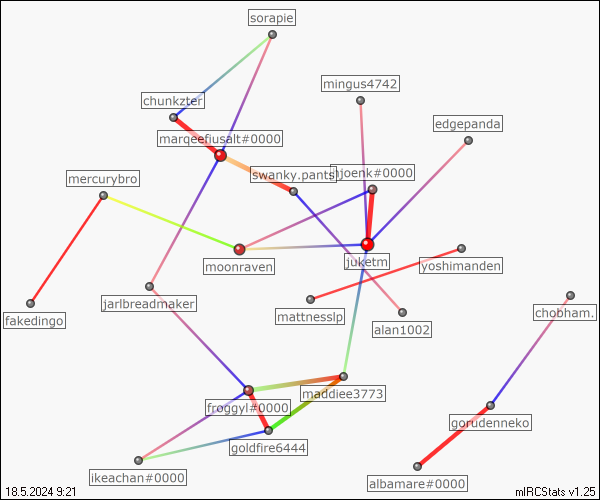 sorapie
mingus4742
chunkzter
edgepanda
marqeefiusalt#0000
swanky.pants
njoenk#0000
mercurybro
juketm
yoshimanden
moonraven
jarlbreadmaker
chobham.
fakedingo
mattnesslp
alan1002
maddiee3773
froggyl#0000
gorudenneko
goldfire6444
ikeachan#0000
albamare#0000
18.5.2024 9:21
mIRCStats v1.25